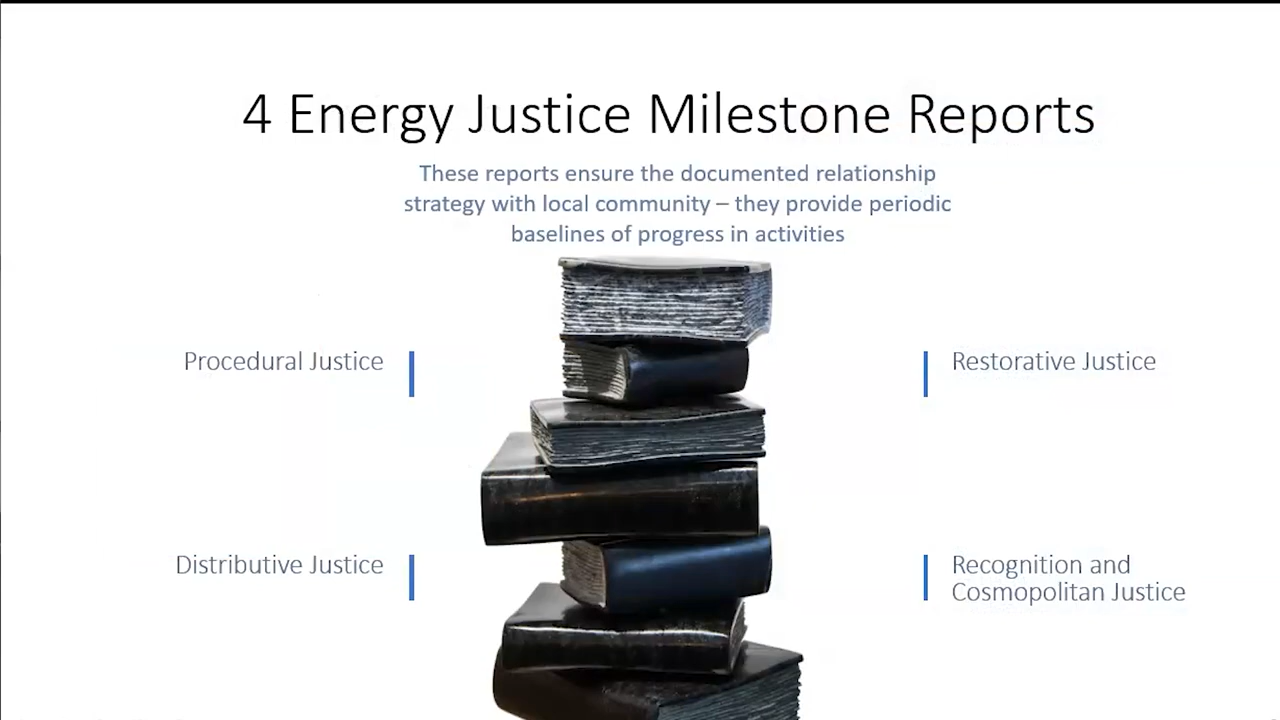 4 Energy Justice Milestone Reports
These reports ensure the documented relationship
strategy with local community – they provide periodic
baselines of progress in activities
Procedural Justice
Restorative Justice
Distributive Justice
Recognition and
Cosmopolitan Justice